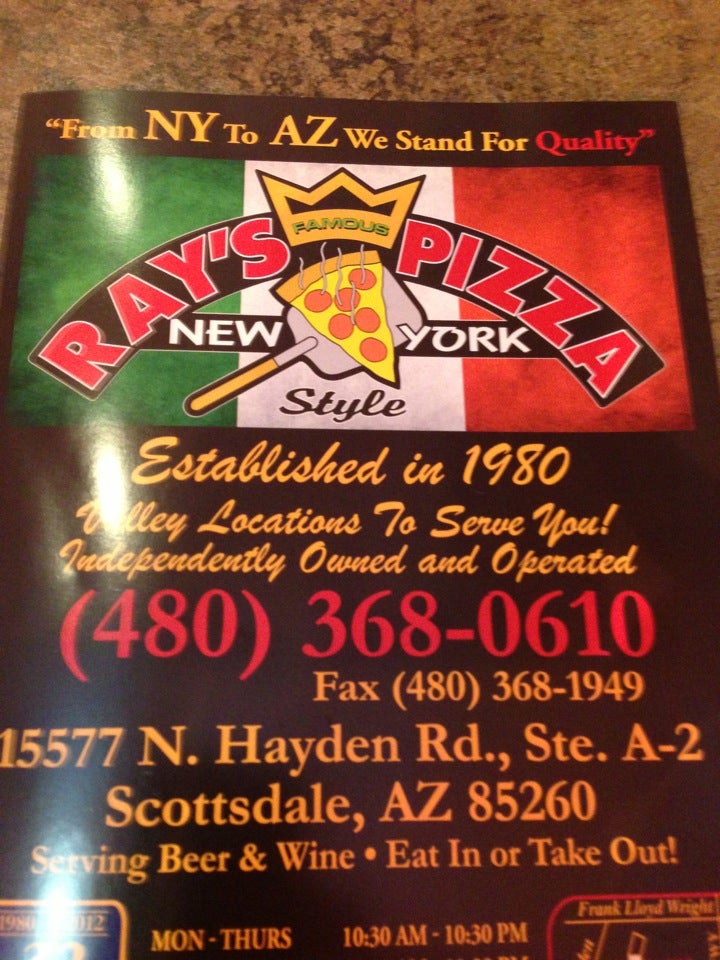 "From NY To AZ We Stand For Quality"
FAMOUS
RAY'S PIZZA
NEW YORK
Style
Established in 1980
Valley Locations To Serve You!
Independently Owned and Operated
(480) 368-0610
Fax (480) 368-1949
15577 N. Hayden Rd., Ste. A-2
Scottsdale, AZ 85260
Serving Beer & Wine • Eat In or Take Out!
1980 2012
MON - THURS 10:30 AM - 10:30 PM
Frank Lloyd Wright